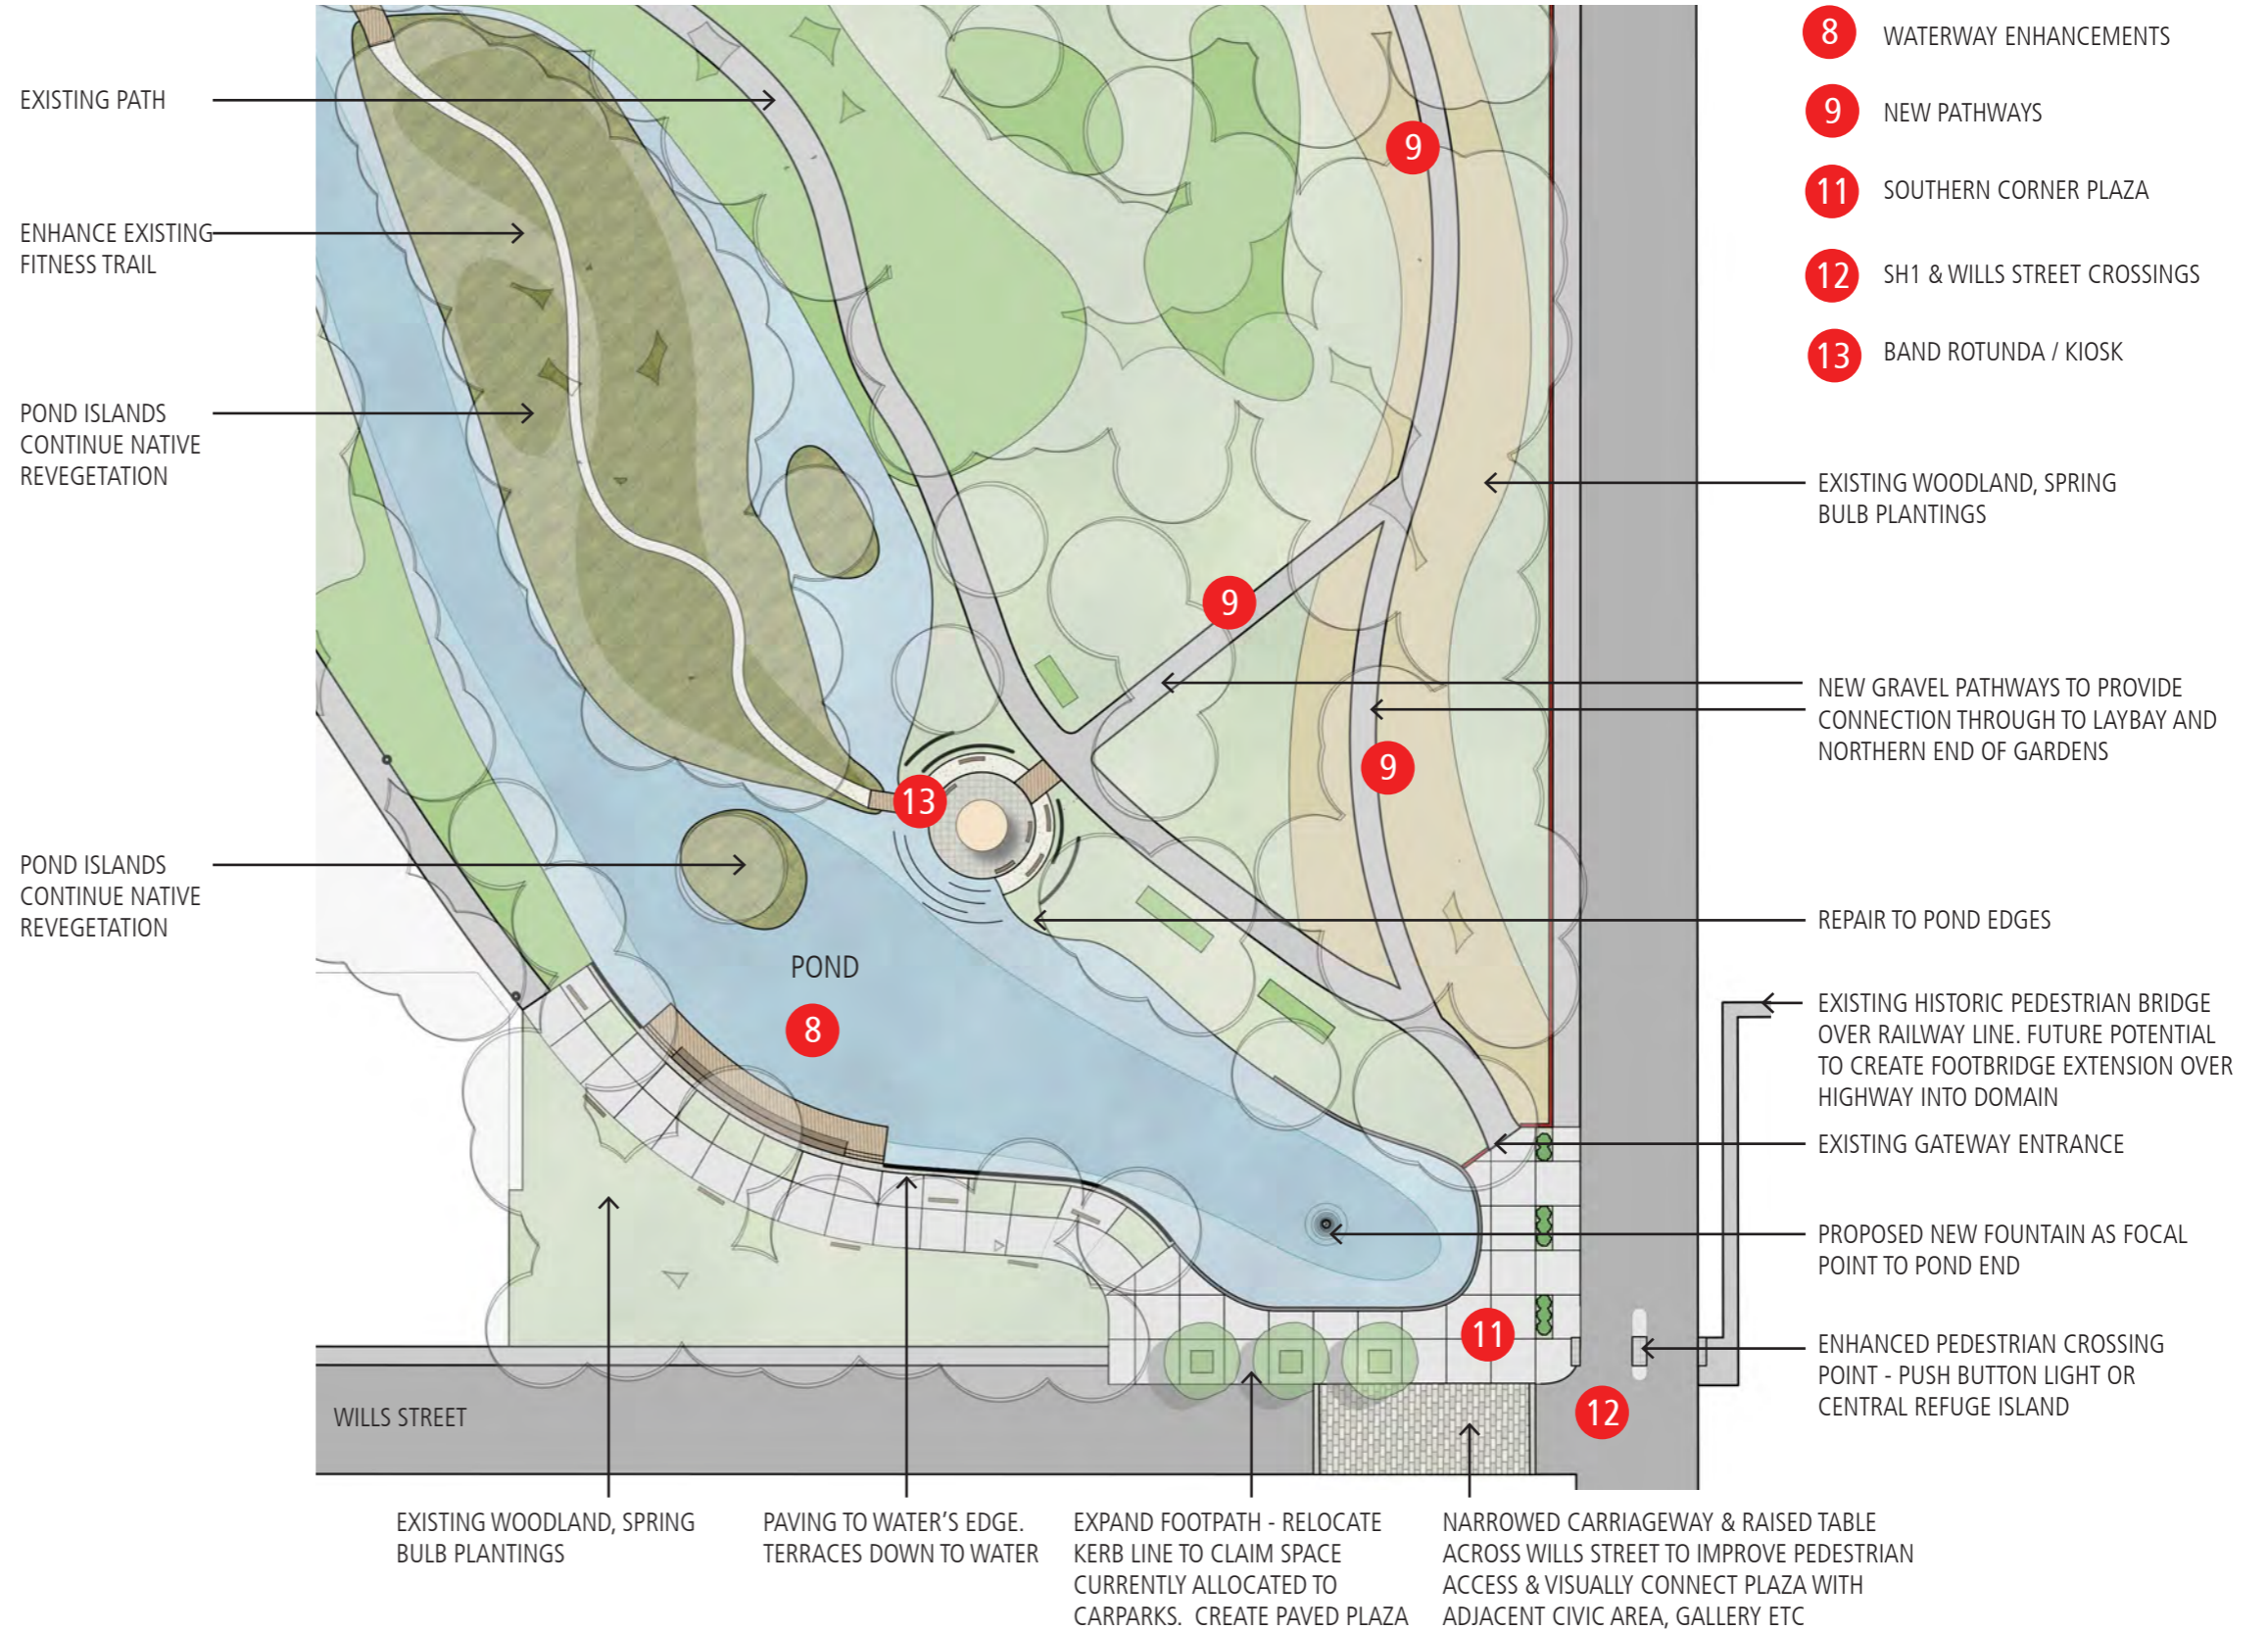 8 WATERWAY ENHANCEMENTS
9 NEW PATHWAYS
11 SOUTHERN CORNER PLAZA
12 SH1 & WILLS STREET CROSSINGS
13 BAND ROTUNDA / KIOSK
EXISTING PATH
ENHANCE EXISTING
FITNESS TRAIL
POND ISLANDS
CONTINUE NATIVE
REVEGETATION
POND ISLANDS
CONTINUE NATIVE
REVEGETATION
9
9
9
13
POND
8
11
12
WILLS STREET
EXISTING WOODLAND, SPRING
BULB PLANTINGS
NEW GRAVEL PATHWAYS TO PROVIDE
CONNECTION THROUGH TO LAYBAY AND
NORTHERN END OF GARDENS
REPAIR TO POND EDGES
EXISTING HISTORIC PEDESTRIAN BRIDGE
OVER RAILWAY LINE. FUTURE POTENTIAL
TO CREATE FOOTBRIDGE EXTENSION OVER
HIGHWAY INTO DOMAIN
EXISTING GATEWAY ENTRANCE
PROPOSED NEW FOUNTAIN AS FOCAL
POINT TO POND END
ENHANCED PEDESTRIAN CROSSING
POINT - PUSH BUTTON LIGHT OR
CENTRAL REFUGE ISLAND
EXISTING WOODLAND, SPRING
BULB PLANTINGS
PAVING TO WATER'S EDGE.
TERRACES DOWN TO WATER
EXPAND FOOTPATH - RELOCATE
KERB LINE TO CLAIM SPACE
CURRENTLY ALLOCATED TO
CARPARKS. CREATE PAVED PLAZA
NARROWED CARRIAGEWAY & RAISED TABLE
ACROSS WILLS STREET TO IMPROVE PEDESTRIAN
ACCESS & VISUALLY CONNECT PLAZA WITH
ADJACENT CIVIC AREA, GALLERY ETC